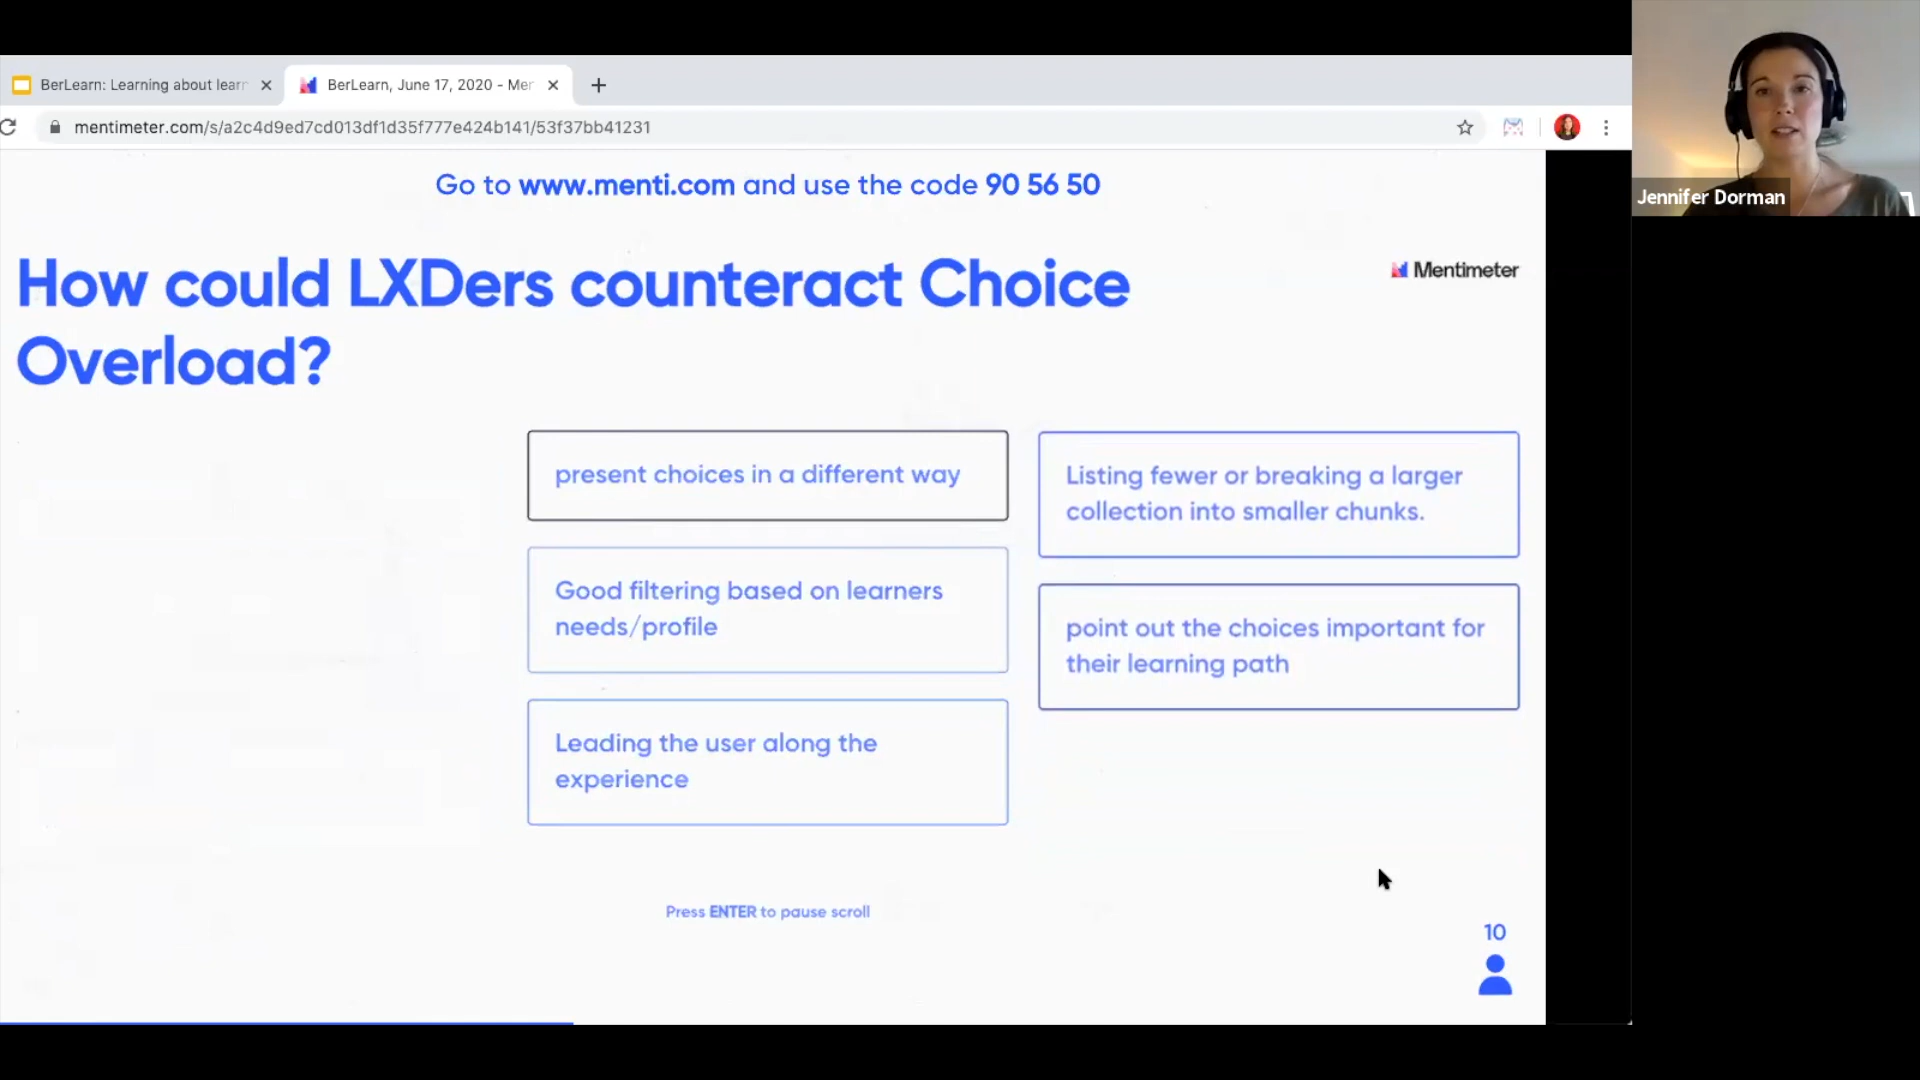 BerLearn: Learning about learn
BerLearn, June 17, 2020 - Men
mentimeter.com/s/a2c4d9ed7cd013df1d35f777e424b141/53f37bb41231
Jennifer Dorman
Go to www.menti.com and use the code 90 56 50
How could LXDers counteract Choice
Overload?
Mentimeter
present choices in a different way
Good filtering based on learners
needs/profile
Leading the user along the
experience
Listing fewer or breaking a larger
collection into smaller chunks.
point out the choices important for
their learning path
Press ENTER to pause scroll
10